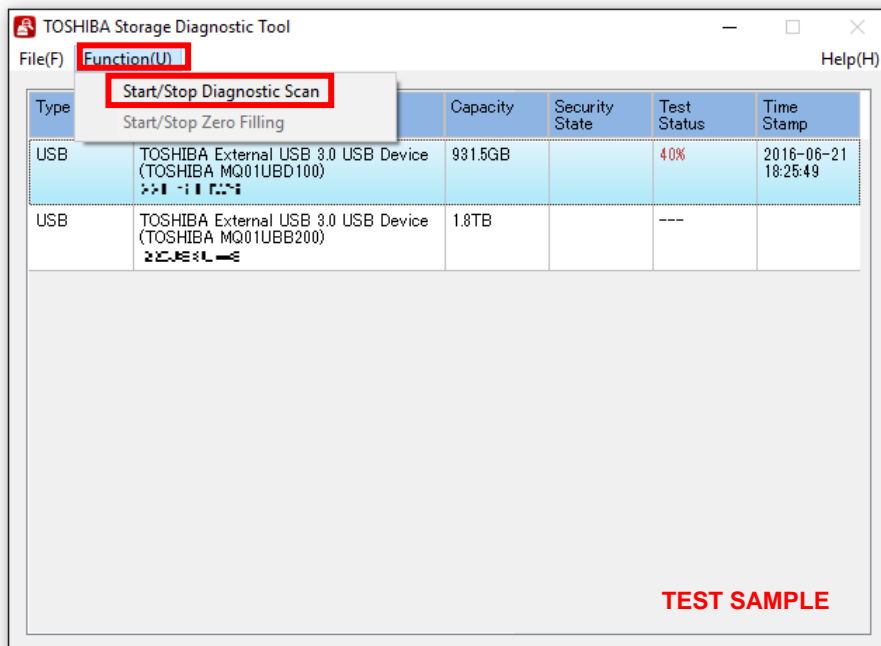 TOSHIBA Storage Diagnostic Tool
File(F) Function(U) Help(H)
Start/Stop Diagnostic Scan
Start/Stop Zero Filling
Type Capacity Security State Test Status Time Stamp
USB TOSHIBA External USB 3.0 USB Device 931.5GB 40% 2016-06-21
(TOSHIBA MQ01UBD100) 18:25:49
USB TOSHIBA External USB 3.0 USB Device 1.8TB ---
(TOSHIBA MQ01UBB200)
TEST SAMPLE